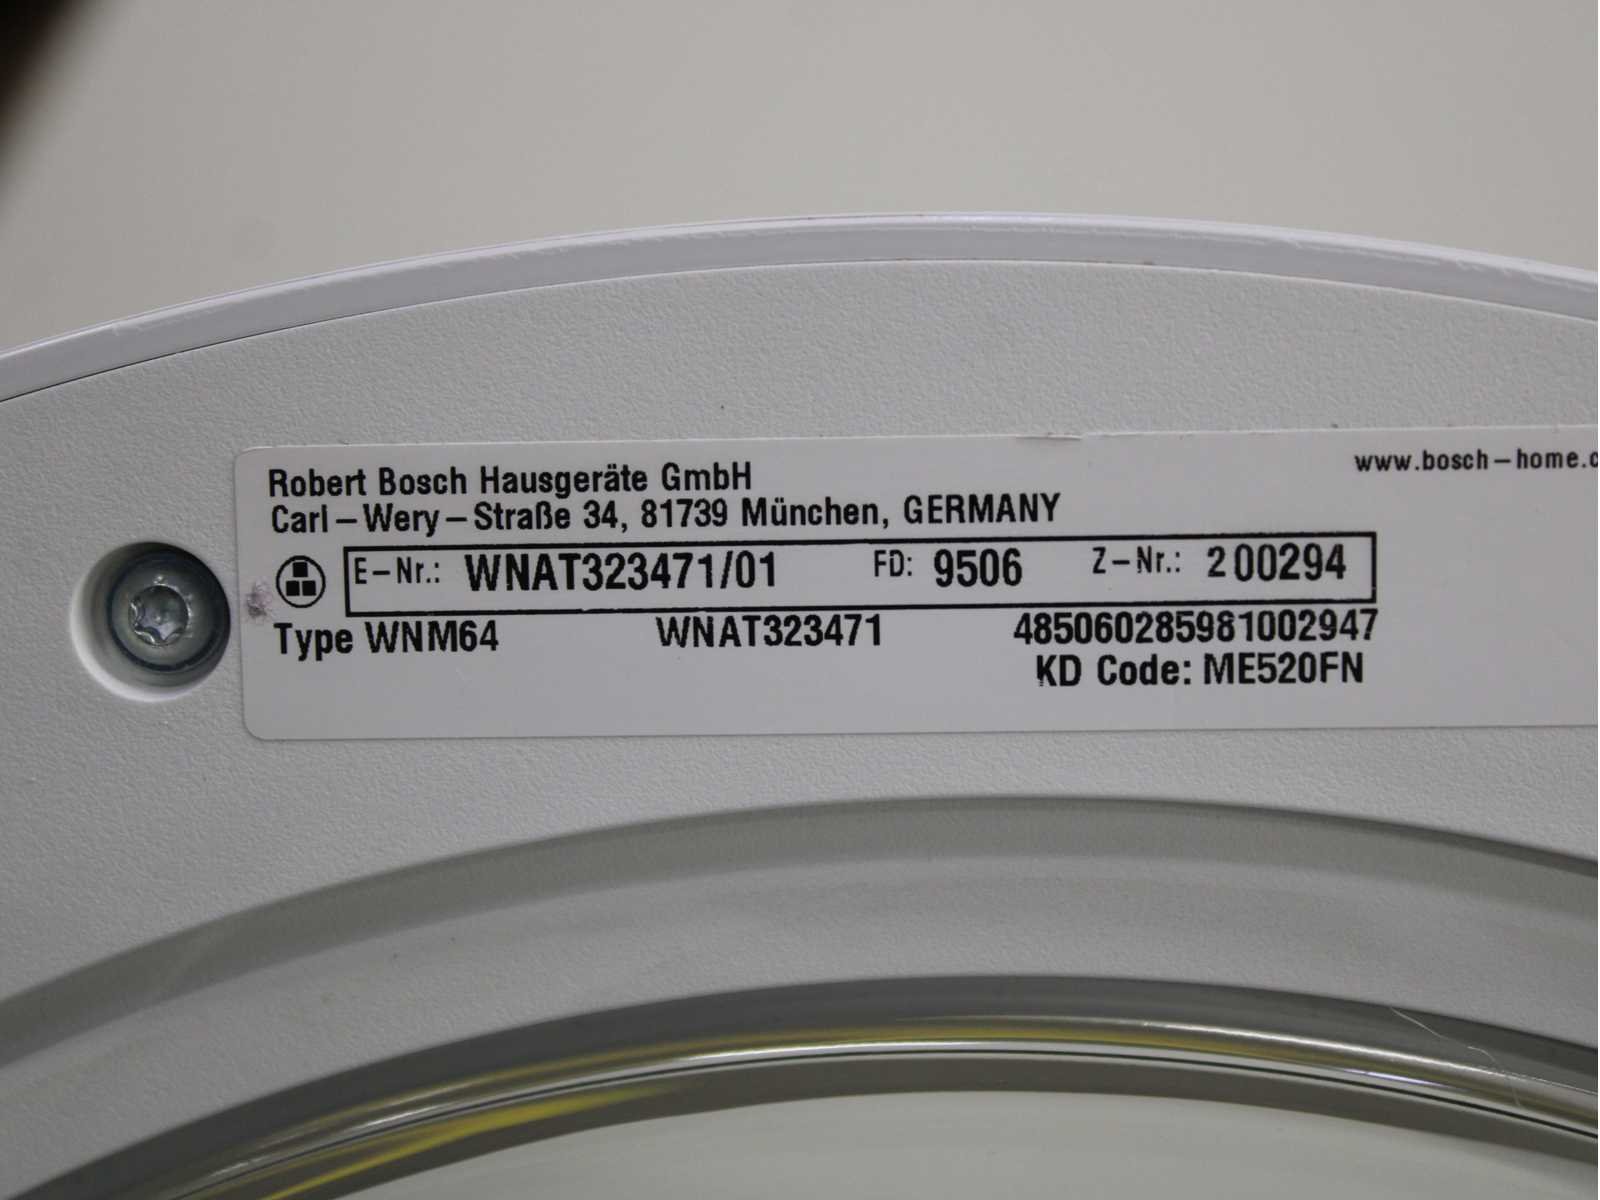 Robert Bosch Hausgeräte GmbH
www.bosch-home.c
Carl-Wery-Straße 34, 81739 München, GERMANY
E-Nr.: WNAT323471/01 FD: 9506 Z-Nr.: 200294
Type WNM64 WNAT323471 485060285981002947
KD Code: ME520FN